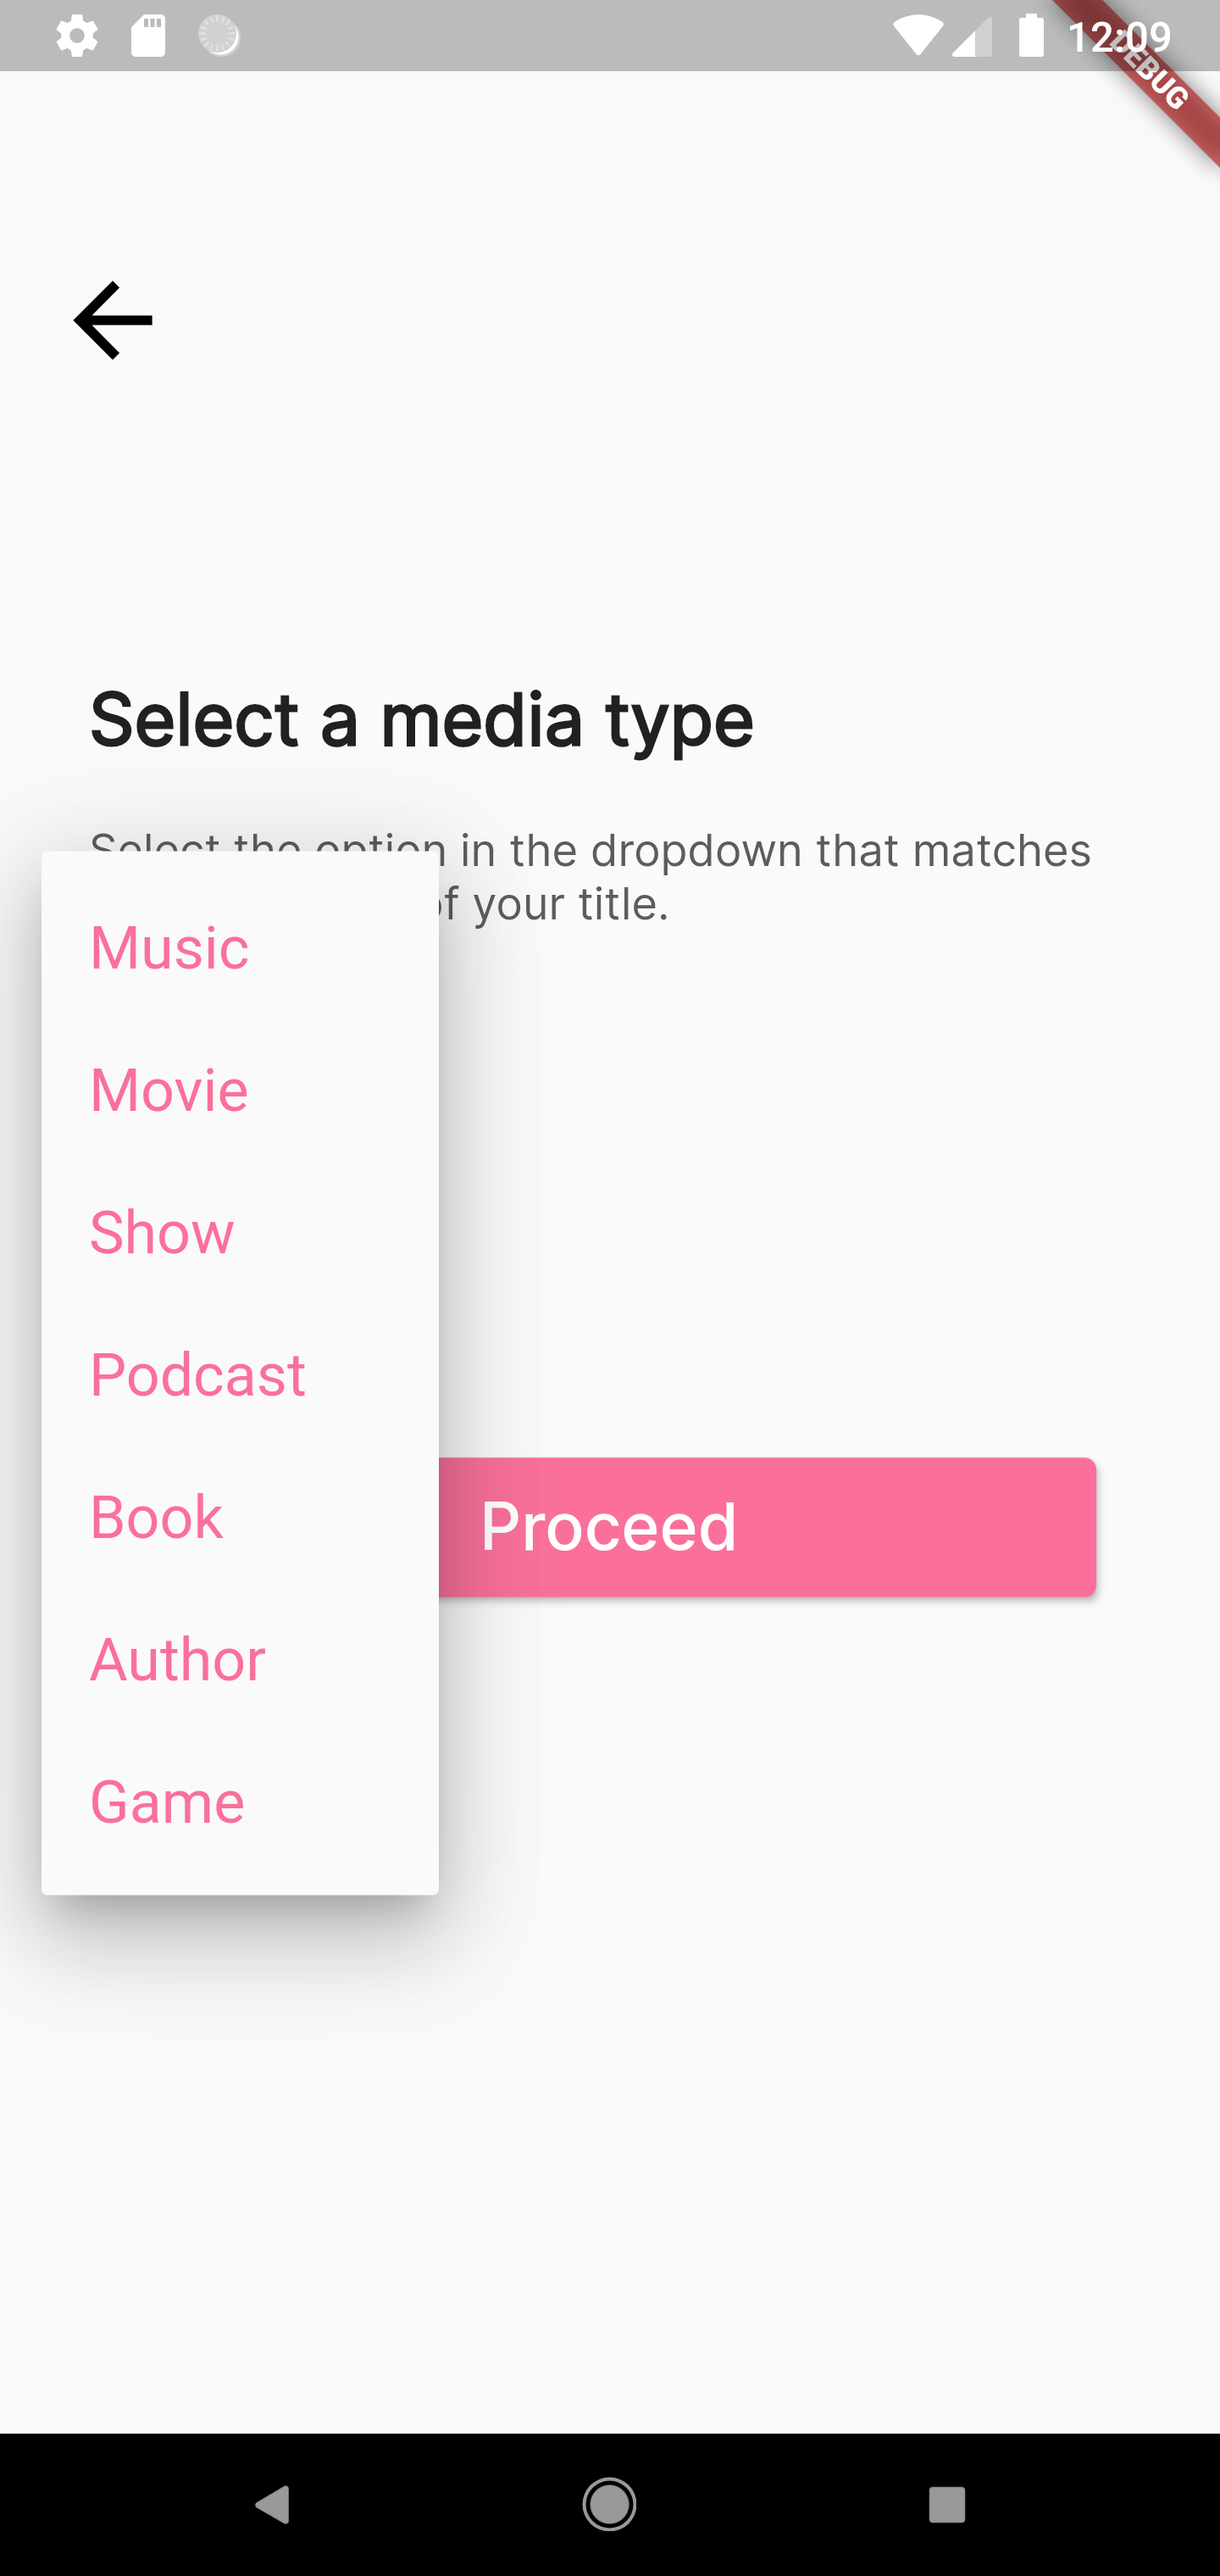 12:09
DEBUG
Select a media type
Select the option in the dropdown that matches
of your title.
Music
Movie
Show
Podcast
Book
Proceed
Author
Game